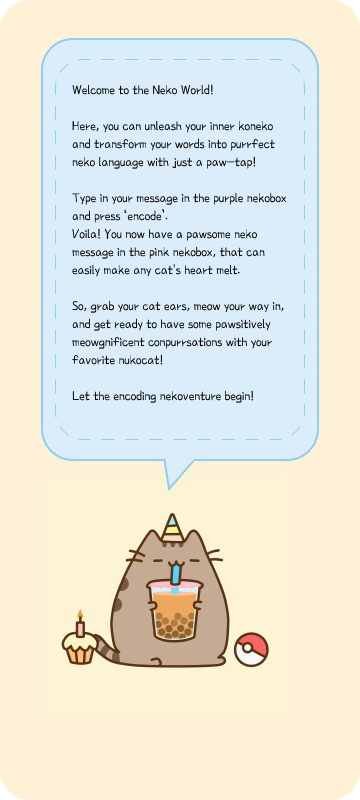 Welcome to the Neko World!
Here, you can unleash your inner koneko
and transform your words into purrfect
neko language with just a paw-tap!
Type in your message in the purple nekobox
and press 'encode'.
Voila! You now have a pawsome neko
message in the pink nekobox, that can
easily make any cat's heart melt.
So, grab your cat ears, meow your way in,
and get ready to have some pawsitively
meowgnificent conpurrsations with your
favorite nukocat!
Let the encoding nekoventure begin!